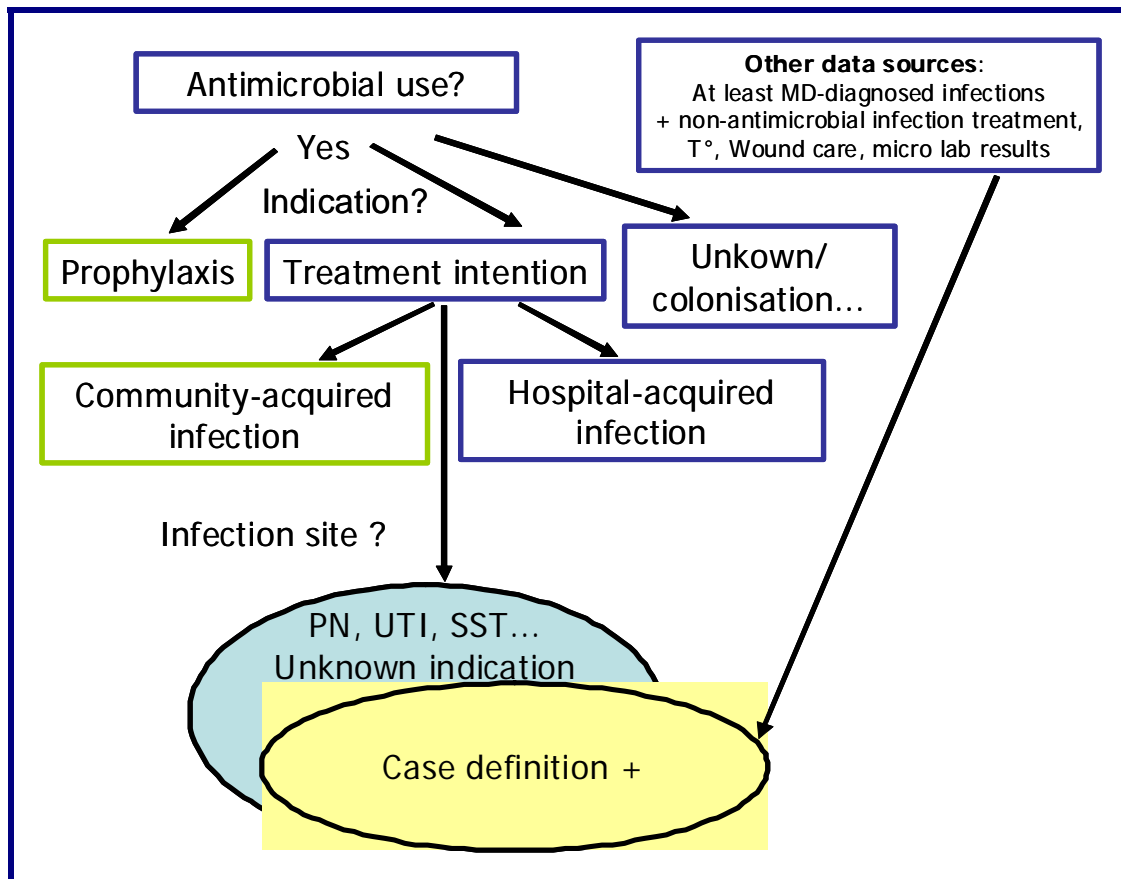 Antimicrobial use?
Other data sources:
At least MD-diagnosed infections
+ non-antimicrobial infection treatment,
T°, Wound care, micro lab results
Yes
Indication?
Prophylaxis
Treatment intention
Unkown/
colonisation...
Community-acquired
infection
Hospital-acquired
infection
Infection site ?
PN, UTI, SST...
Unknown indication
Case definition +